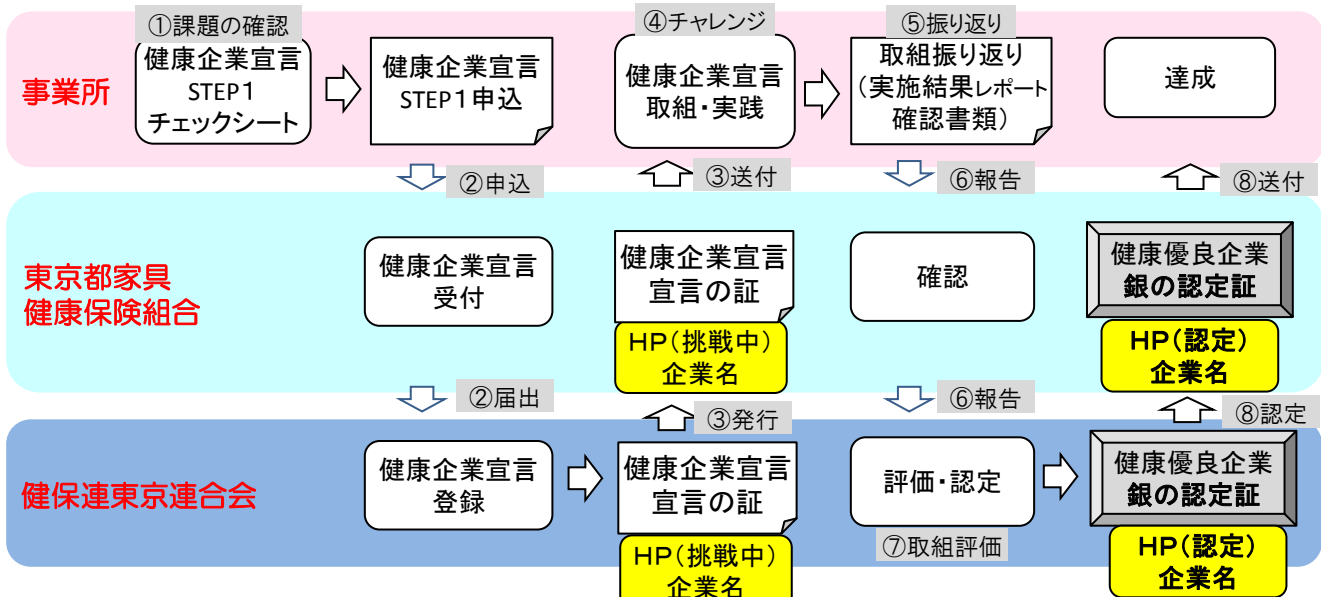 ①課題の確認
健康企業宣言
STEP1
チェックシート
健康企業宣言
STEP1申込
④チャレンジ
健康企業宣言
取組・実践
⑤振り返り
取組振り返り
(実施結果レポート
確認書類)
達成
事業所
②申込
③送付
⑥報告
⑧送付
東京都家具
健康保険組合
健康企業宣言
受付
健康企業宣言
宣言の証
HP(挑戦中)
企業名
確認
健康優良企業
銀の認定証
HP(認定)
企業名
②届出
③発行
⑥報告
⑧認定
健保連東京連合会
健康企業宣言
登録
健康企業宣言
宣言の証
HP(挑戦中)
企業名
評価・認定
⑦取組評価
健康優良企業
銀の認定証
HP(認定)
企業名